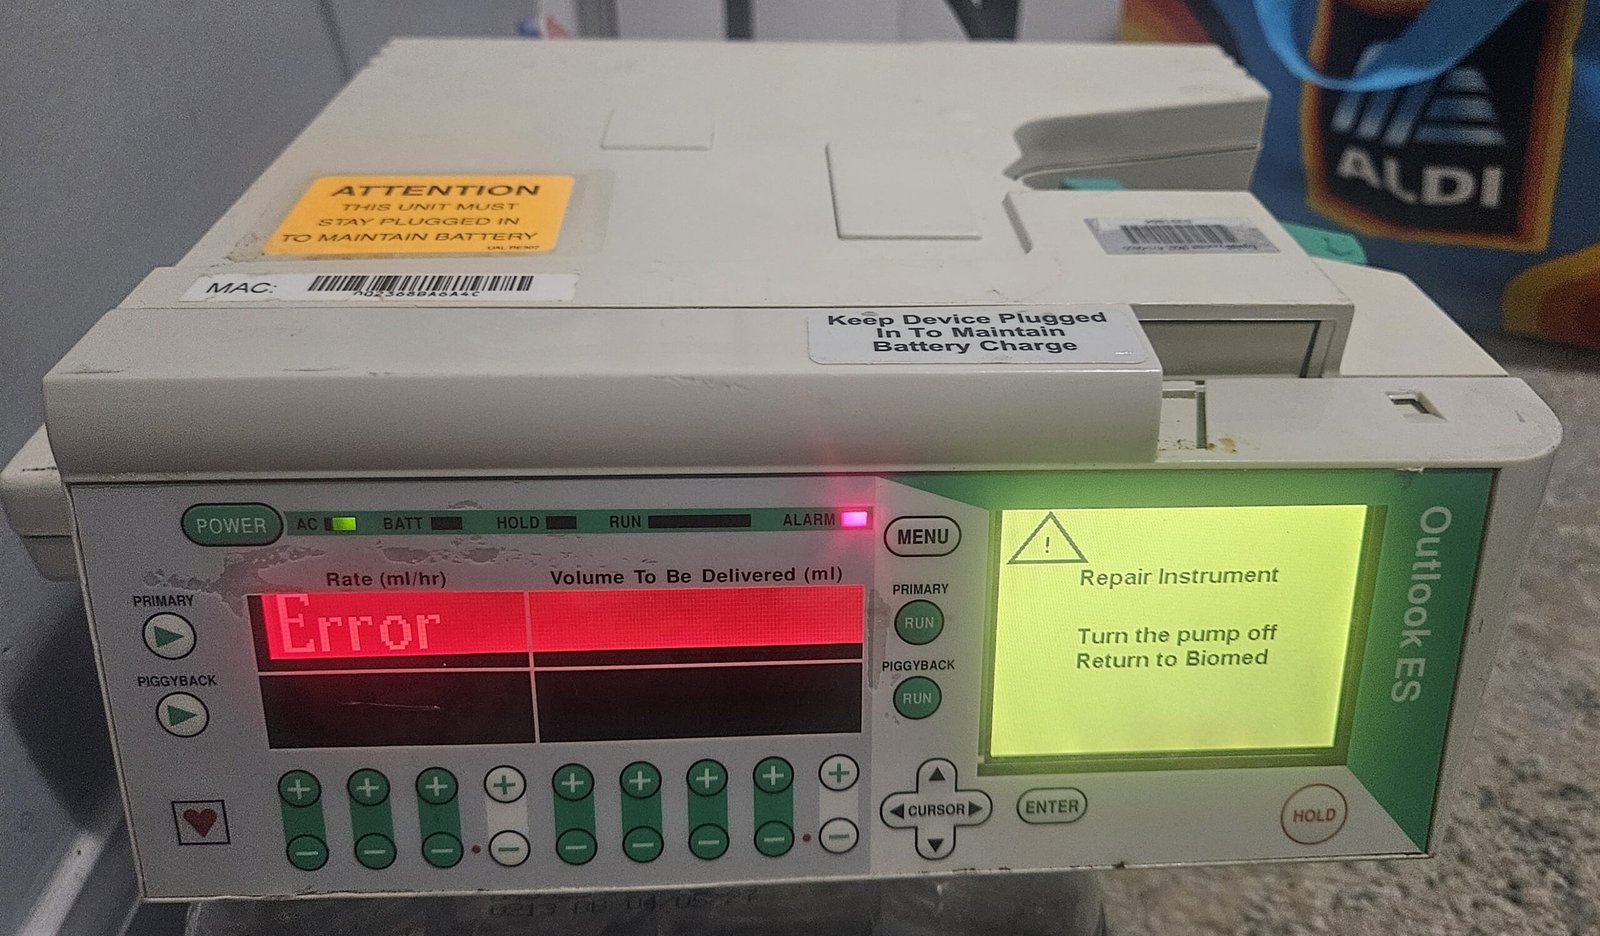 ALDI
ATTENTION
THIS UNIT MUST
STAY PLUGGED IN
TO MAINTAIN BATTERY
MAC:
Keep Device Plugged
In To Maintain
Battery Charge
POWER
AC
BATT
HOLD
RUN
ALARM
MENU
Rate (ml/hr)
Volume To Be Delivered (ml)
PRIMARY
Error
PRIMARY
RUN
PIGGYBACK
PIGGYBACK
RUN
!
Repair Instrument
Turn the pump off
Return to Biomed
Outlook ES
+ + + + + + + + +
- - - - - - - - -
CURSOR
ENTER
HOLD